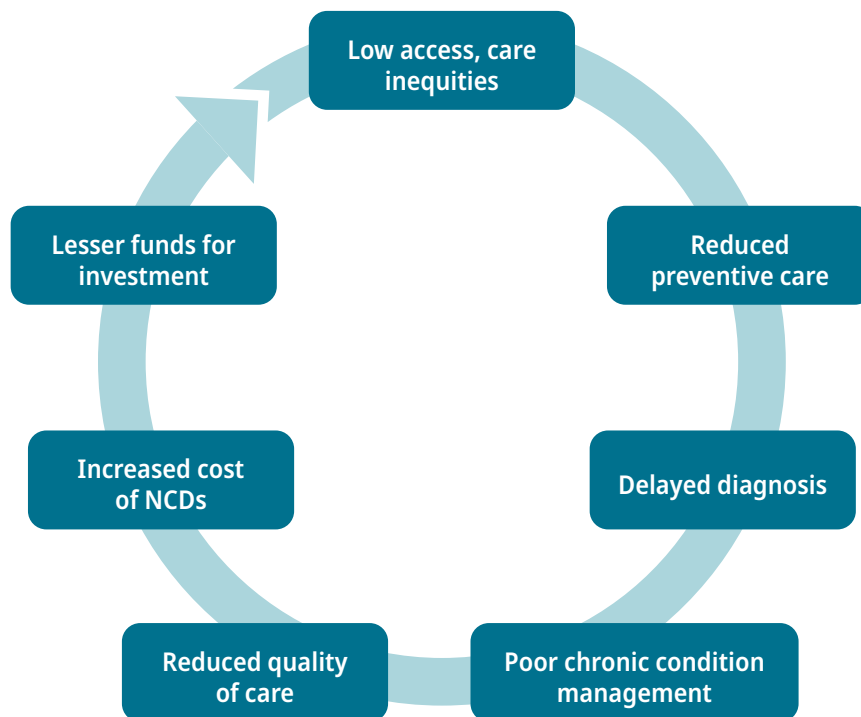 Low access, care
inequities
Reduced
preventive care
Delayed diagnosis
Poor chronic condition
management
Reduced quality
of care
Increased cost
of NCDs
Lesser funds for
investment